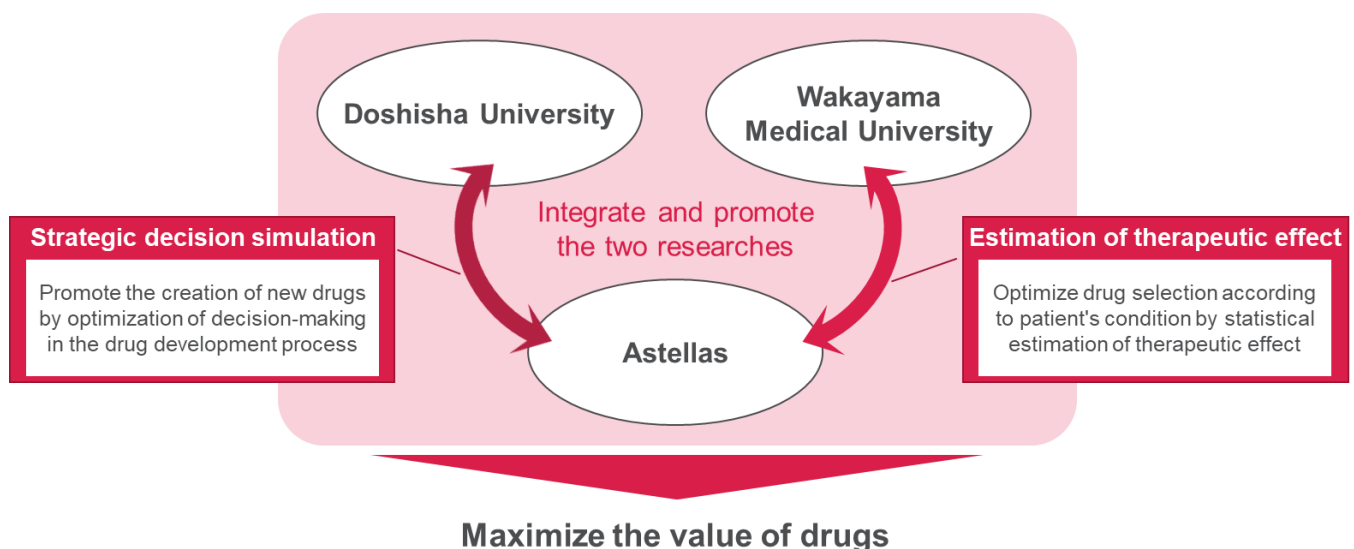 Doshisha University
Wakayama
Medical University
Integrate and promote
the two researches
Strategic decision simulation
Promote the creation of new drugs
by optimization of decision-making
in the drug development process
Estimation of therapeutic effect
Optimize drug selection according
to patient's condition by statistical
estimation of therapeutic effect
Astellas
Maximize the value of drugs